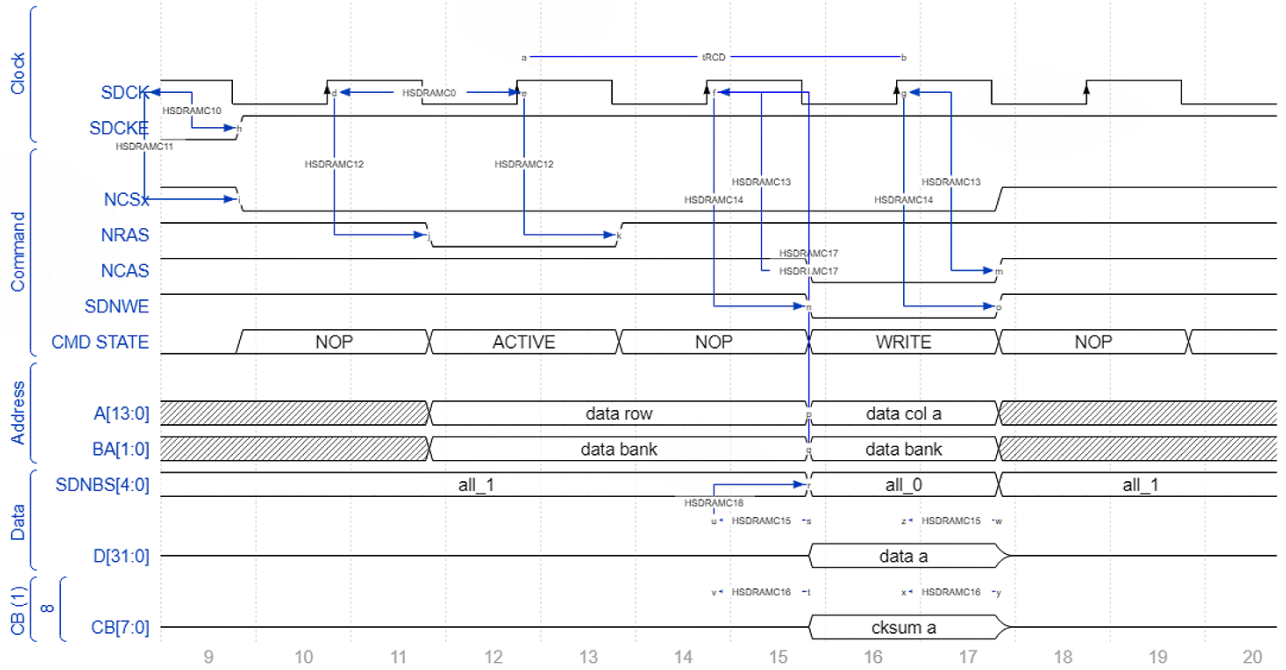 Clock
a tRCD b
SDCK d HSDRAMC0 e f g
HSDRAMC10
SDCKE h
HSDRAMC11
HSDRAMC12 HSDRAMC12
Command
HSDRAMC13 HSDRAMC13
NCSx i HSDRAMC14 HSDRAMC14
NRAS j k
HSDRAMC17
NCAS HSDRAMC17 m
SDNWE n o
CMD STATE NOP ACTIVE NOP WRITE NOP
Address
A[13:0] data row p data col a
BA[1:0] data bank q data bank
Data
SDNBS[4:0] all_1 r all_0 all_1
HSDRAMC18
u HSDRAMC15 s z HSDRAMC15 w
D[31:0] data a
CB (1)
8
v HSDRAMC16 t x HSDRAMC16 y
CB[7:0] cksum a
9 10 11 12 13 14 15 16 17 18 19 20